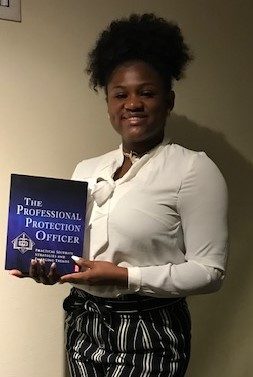 THE
PROFESSIONAL
PROTECTION
OFFICER
PRACTICAL SECURITY
STRATEGIES AND
EMERGING TRENDS